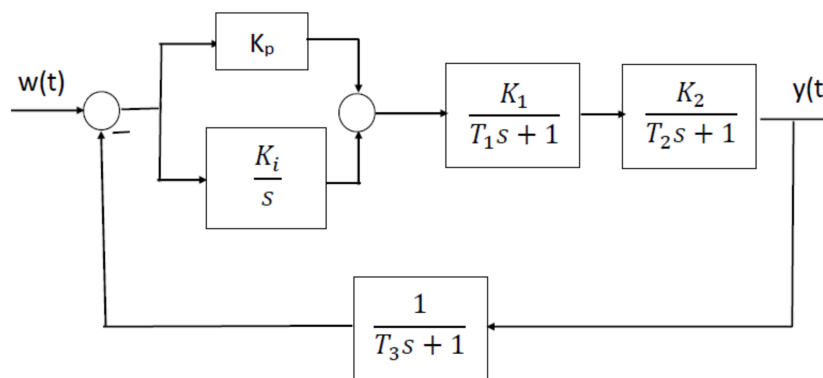 w(t)
−
Kₚ
Kᵢ
s
K₁
T₁s + 1
K₂
T₂s + 1
y(t
1
T₃s + 1